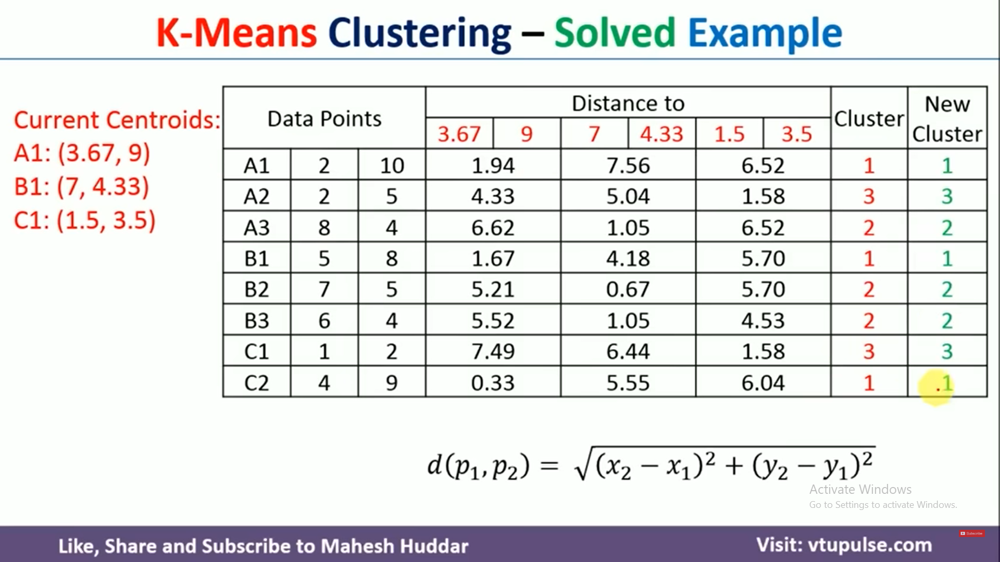 K-Means Clustering – Solved Example
Current Centroids:
A1: (3.67, 9)
B1: (7, 4.33)
C1: (1.5, 3.5)
Data Points Distance to Cluster New Cluster
3.67 9 7 4.33 1.5 3.5
A1 2 10 1.94 7.56 6.52 1 1
A2 2 5 4.33 5.04 1.58 3 3
A3 8 4 6.62 1.05 6.52 2 2
B1 5 8 1.67 4.18 5.70 1 1
B2 7 5 5.21 0.67 5.70 2 2
B3 6 4 5.52 1.05 4.53 2 2
C1 1 2 7.49 6.44 1.58 3 3
C2 4 9 0.33 5.55 6.04 1 1
d(p₁, p₂) = √(x₂ − x₁)² + (y₂ − y₁)²
Activate Windows
Go to Settings to activate Windows.
Subscribe
Like, Share and Subscribe to Mahesh Huddar
Visit: vtupulse.com